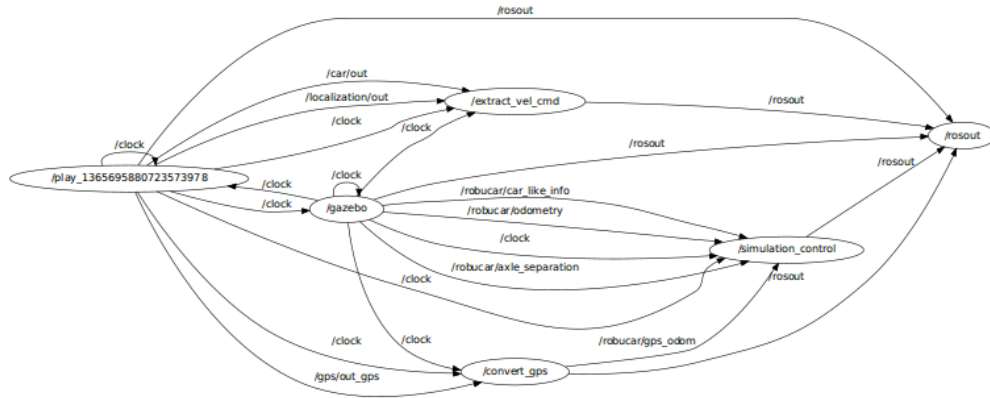 /rosout
/car/out
/extract_vel_cmd
/localization/out
/rosout
/clock
/clock
/rosout
/clock
/rosout
/rosout
/play_1365695880723573978
/clock
/clock
/robucar/car_like_info
/clock
/gazebo
/robucar/odometry
/clock
/simulation_control
/robucar/axle_separation
/clock
/rosout
/clock
/clock
/robucar/gps_odom
/convert_gps
/gps/out_gps